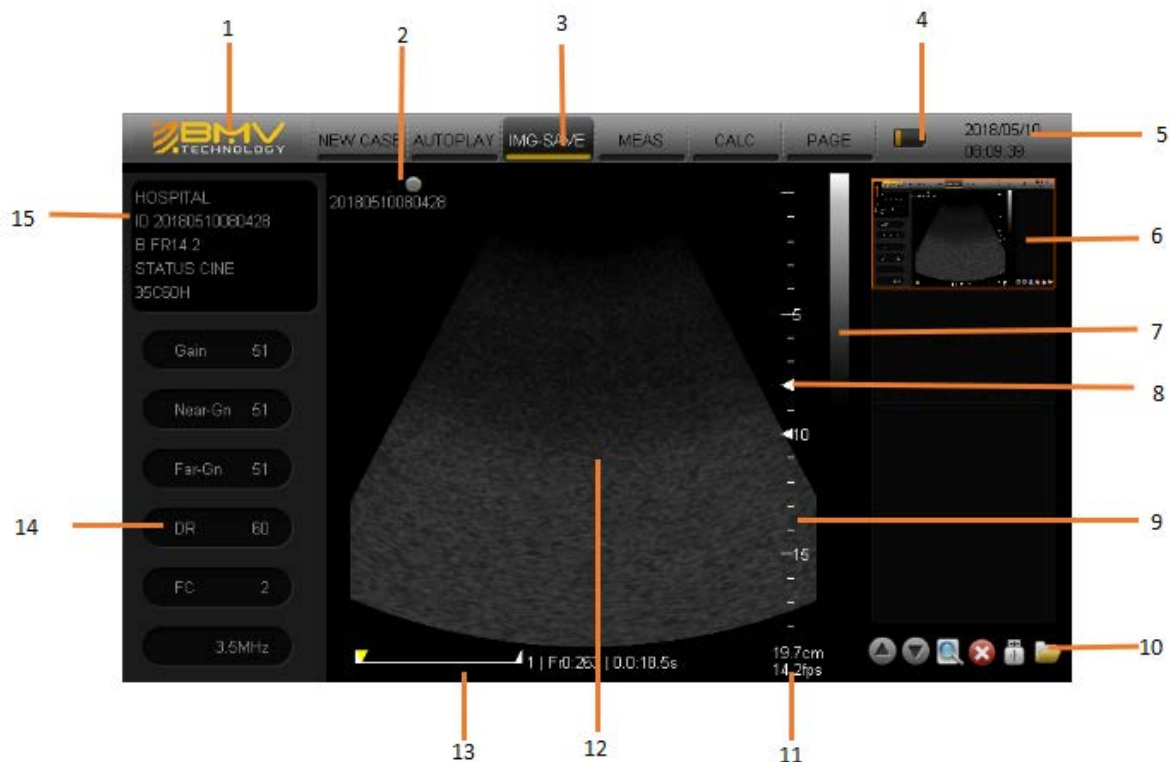 1
2
3
4
BMV
TECHNOLOGY
NEW CASE AUTOPLAY IMG-SAVE MEAS CALC PAGE
2018/05/10
08:09:39
5
15
HOSPITAL
ID 20180510080428
B FR14.2
STATUS CINE
35C60H
20180510080428
6
5
7
Gain 51
8
Near-Gn 51
10
Far-Gn 51
14
DR 60
9
15
FC 2
3.5MHz
1 | Fr0:263 | 0.0:18.5s
19.7cm
14.2fps
10
13
12
11